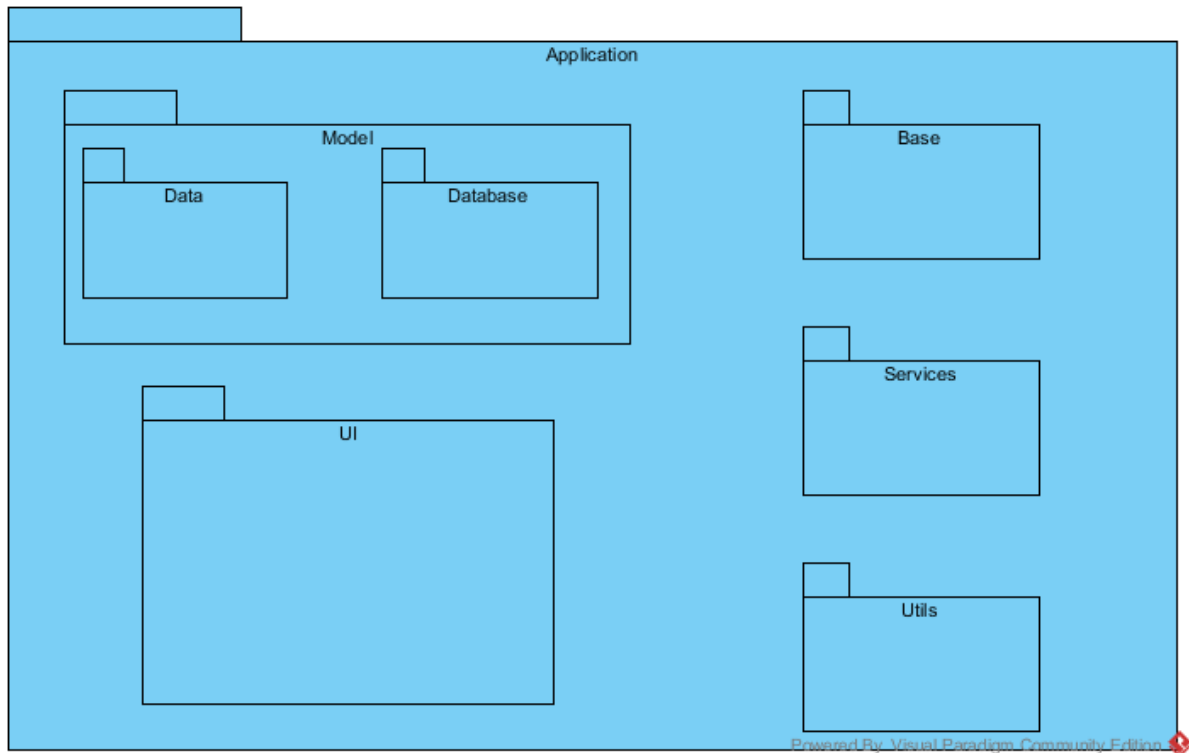 Application
Model
Base
Data
Database
Services
UI
Utils
Powered By Visual Paradigm Community Edition